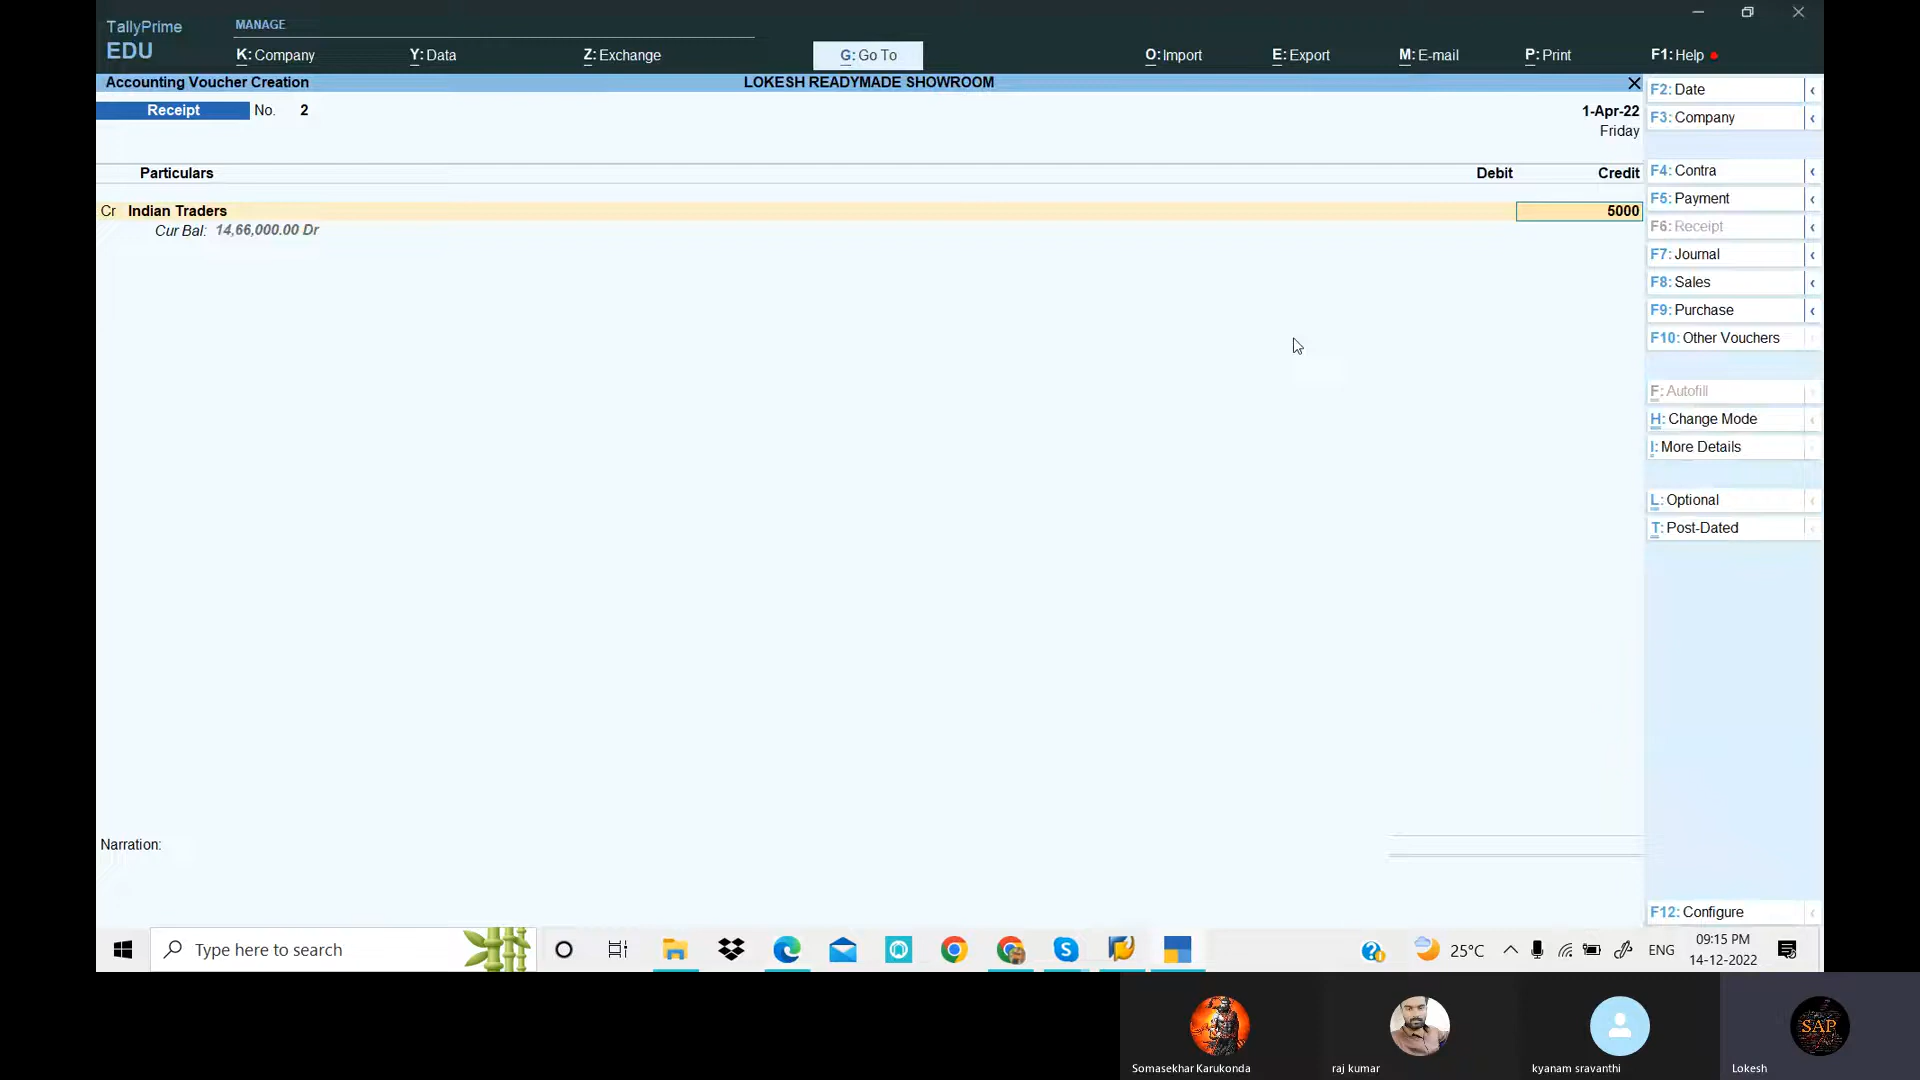 TallyPrime
EDU
MANAGE
K: Company
Y: Data
Z: Exchange
G: Go To
O: Import
E: Export
M: E-mail
P: Print
F1: Help
Accounting Voucher Creation
LOKESH READYMADE SHOWROOM
Receipt No. 2
1-Apr-22
Friday
Particulars
Debit
Credit
Cr Indian Traders
5000
Cur Bal: 14,66,000.00 Dr
Narration:
F2: Date
F3: Company
F4: Contra
F5: Payment
F6: Receipt
F7: Journal
F8: Sales
F9: Purchase
F10: Other Vouchers
F: Autofill
H: Change Mode
I: More Details
L: Optional
T: Post-Dated
F12: Configure
Type here to search
25°C
ENG
09:15 PM
14-12-2022
SAP
Somasekhar Karukonda
raj kumar
kyanam sravanthi
Lokesh